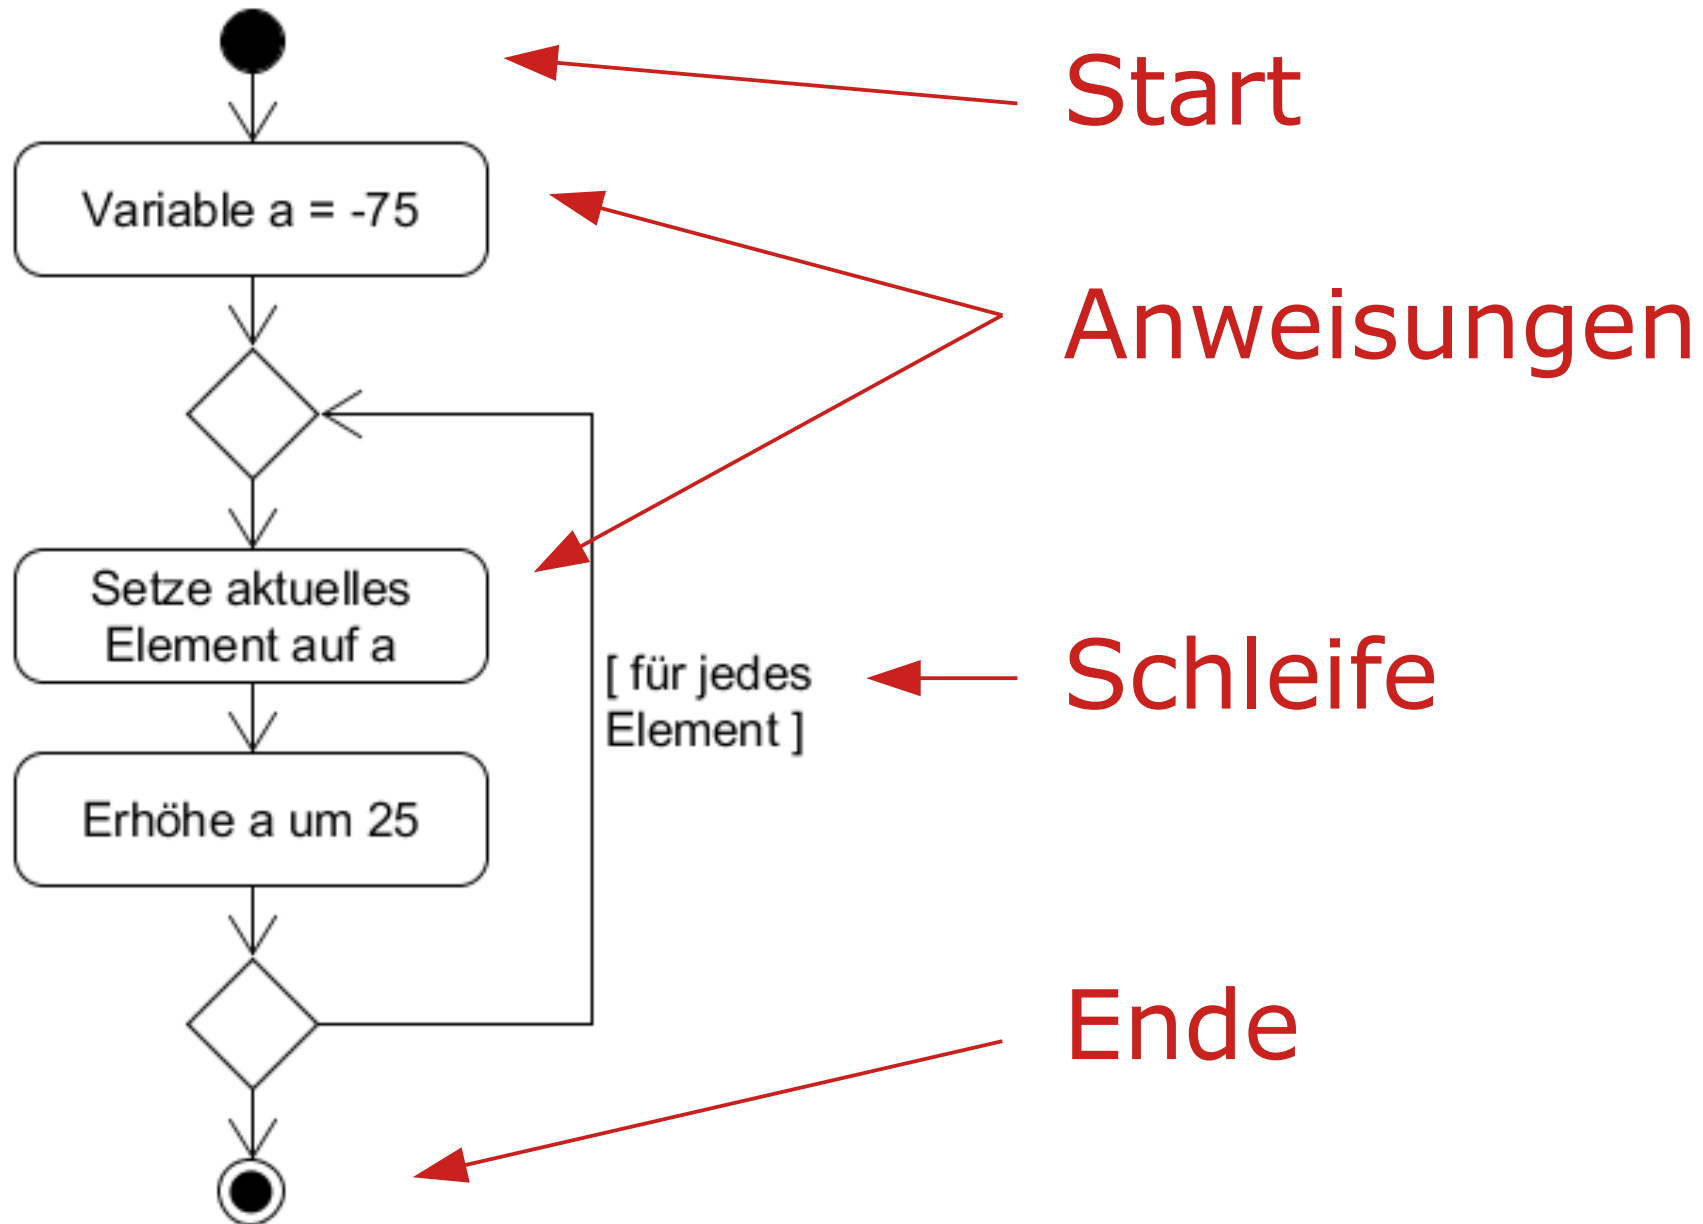 Start
Variable a = -75
Anweisungen
Setze aktuelles
Element auf a
[ für jedes
Element ]
Schleife
Erhöhe a um 25
Ende